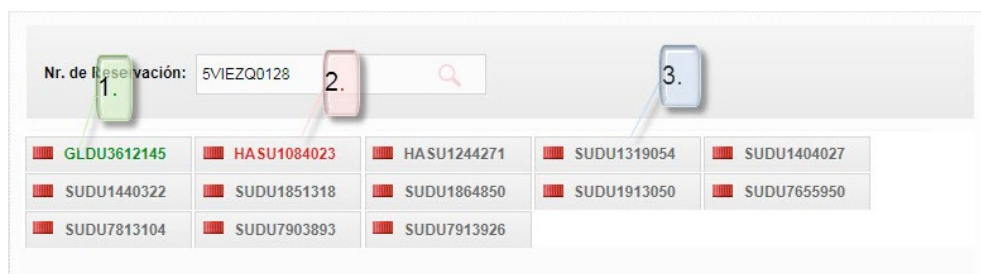 Nr. de Reservación: 5VIEZQ0128
1. 2. 3.
GLDU3612145 HASU1084023 HASU1244271 SUDU1319054 SUDU1404027
SUDU1440322 SUDU1851318 SUDU1864850 SUDU1913050 SUDU7655950
SUDU7813104 SUDU7903893 SUDU7913926